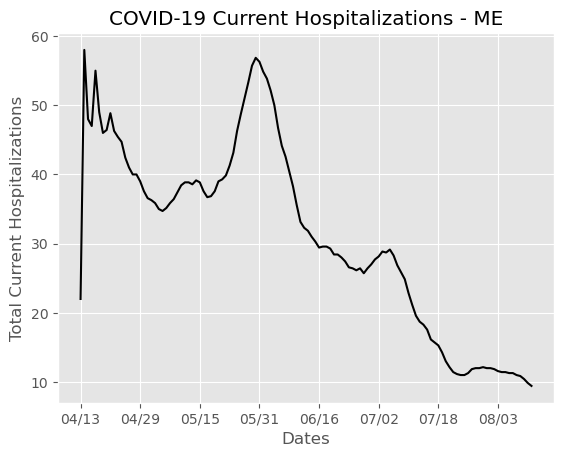 COVID-19 Current Hospitalizations - ME
60
50
40
30
20
10
Total Current Hospitalizations
04/13 04/29 05/15 05/31 06/16 07/02 07/18 08/03
Dates